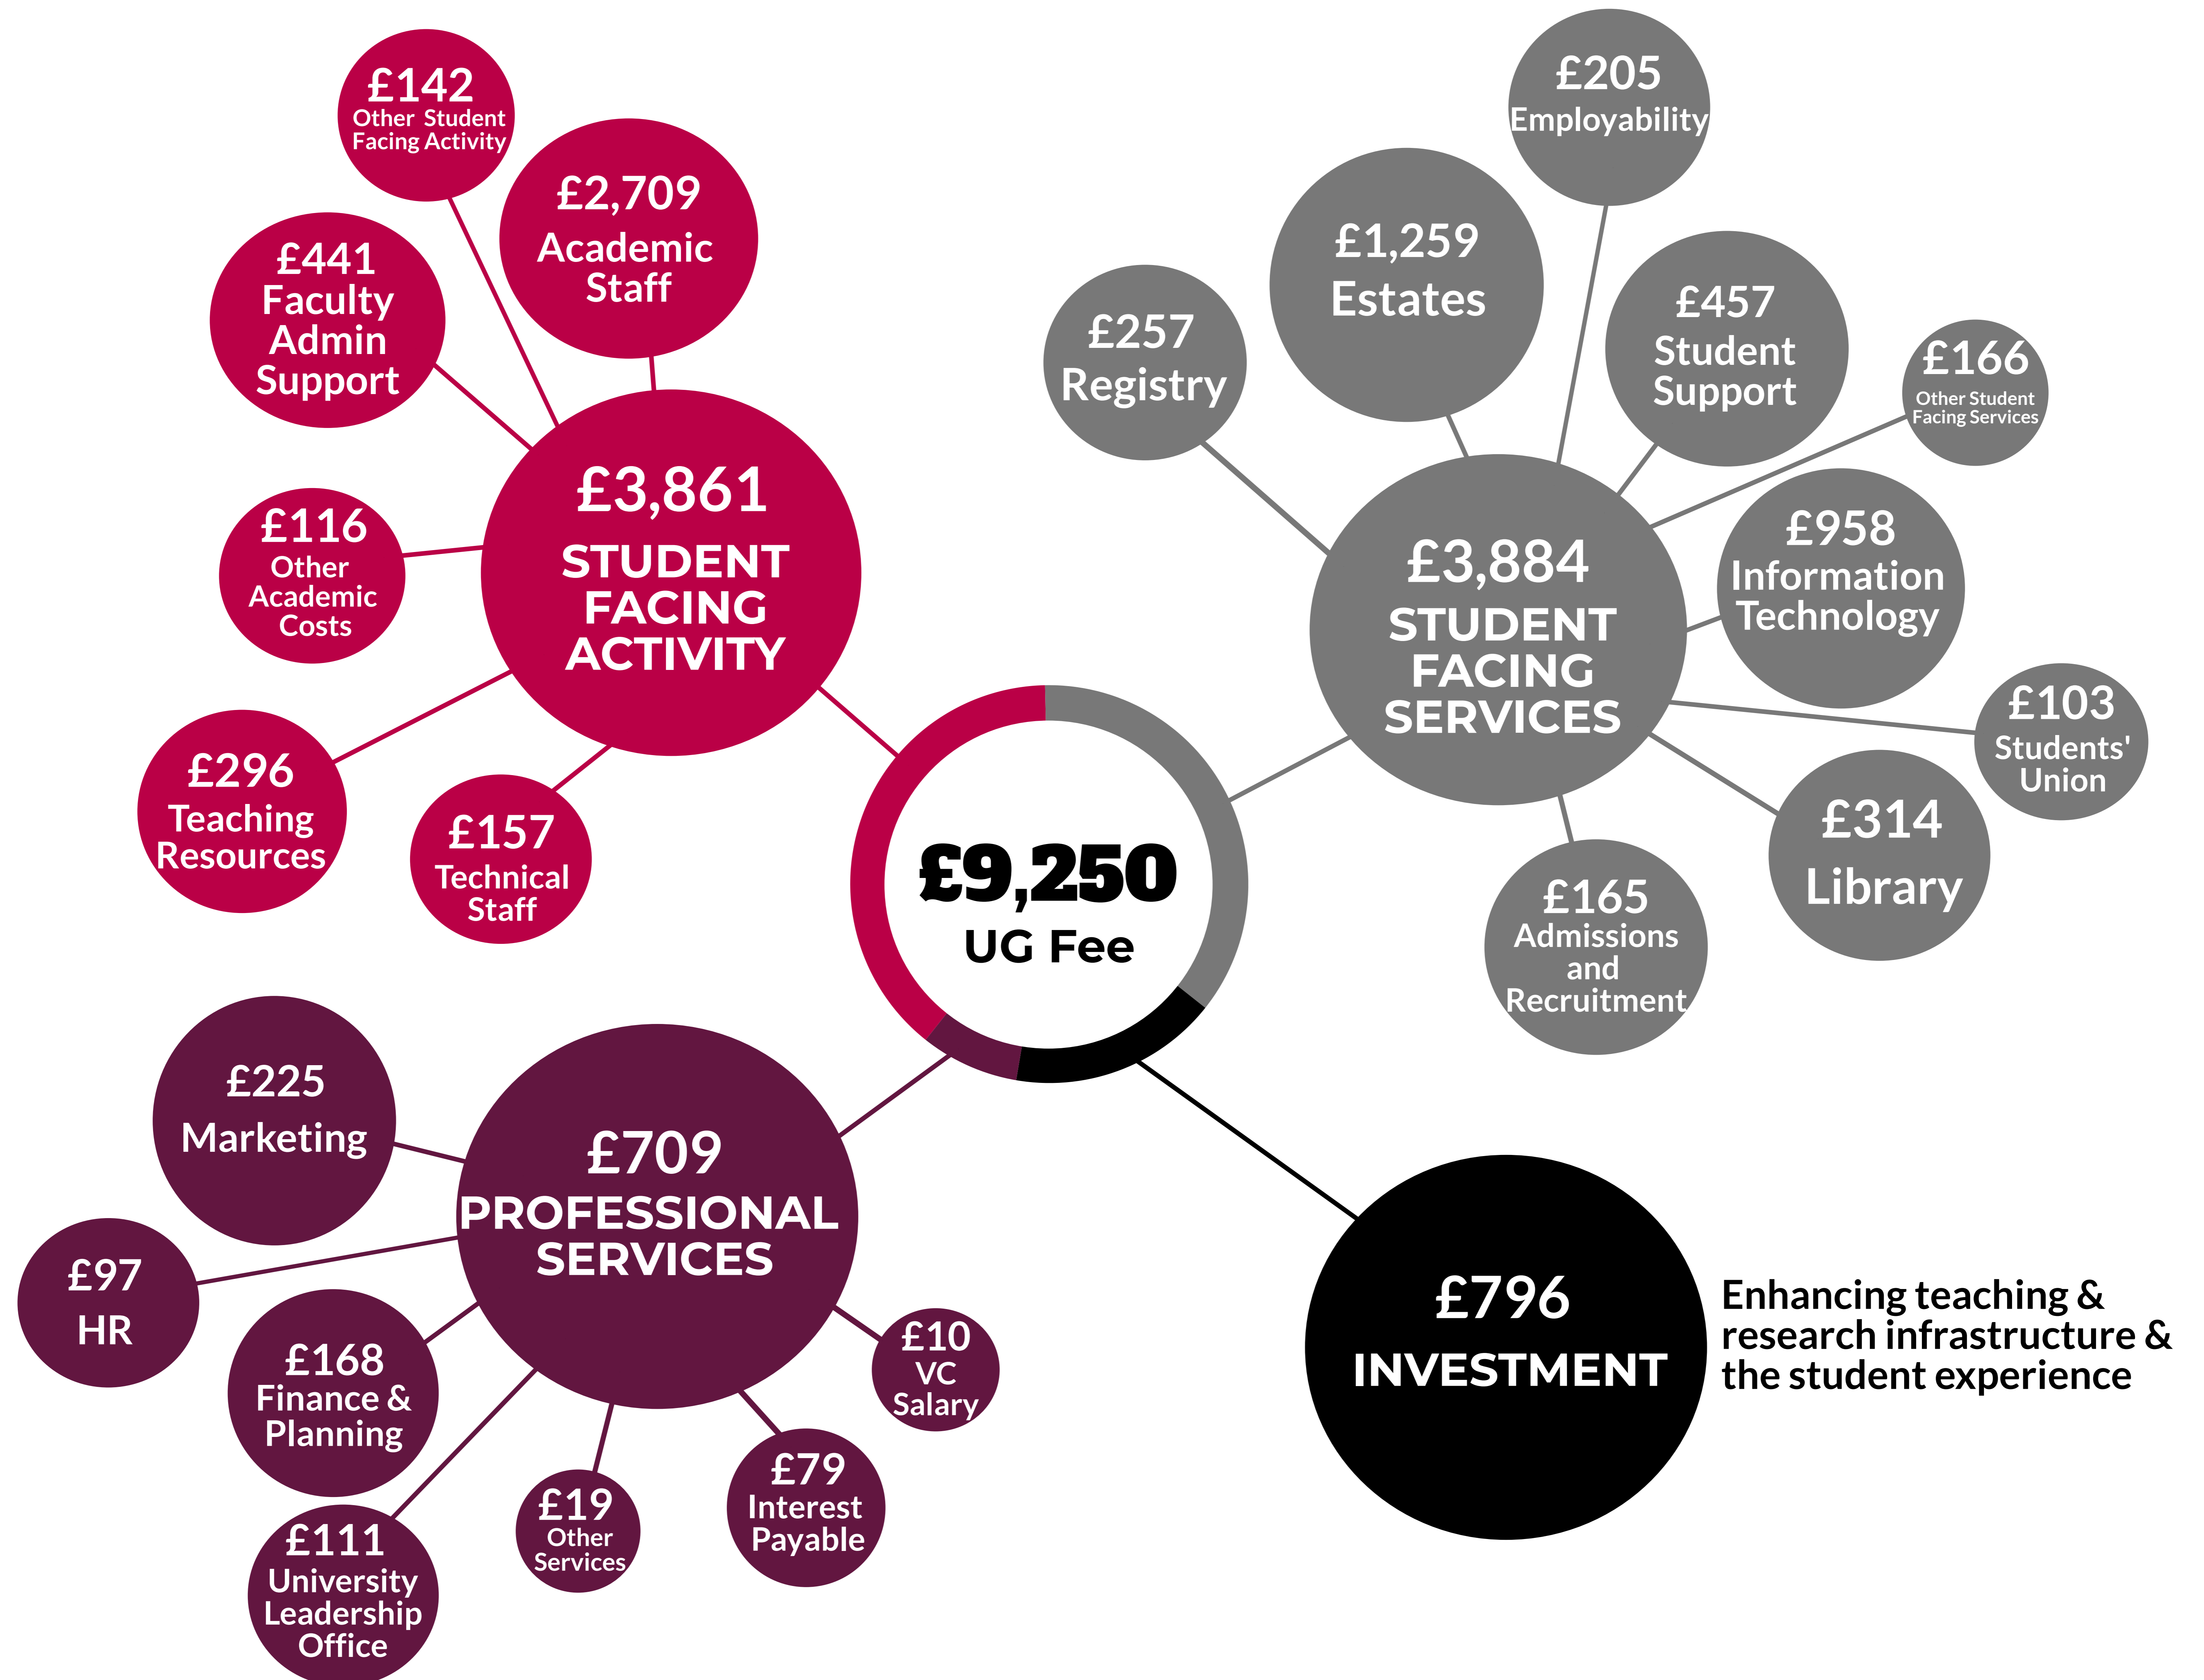 £142
Other Student
Facing Activity
£2,709
Academic
Staff
£441
Faculty
Admin
Support
£116
Other
Academic
Costs
£296
Teaching
Resources
£157
Technical
Staff
£3,861
STUDENT
FACING
ACTIVITY
£205
Employability
£1,259
Estates
£257
Registry
£457
Student
Support
£166
Other Student
Facing Services
£958
Information
Technology
£103
Students'
Union
£314
Library
£165
Admissions
and
Recruitment
£3,884
STUDENT
FACING
SERVICES
£9,250
UG Fee
£225
Marketing
£97
HR
£168
Finance &
Planning
£111
University
Leadership
Office
£19
Other
Services
£79
Interest
Payable
£10
VC
Salary
£709
PROFESSIONAL
SERVICES
£796
INVESTMENT
Enhancing teaching &
research infrastructure &
the student experience